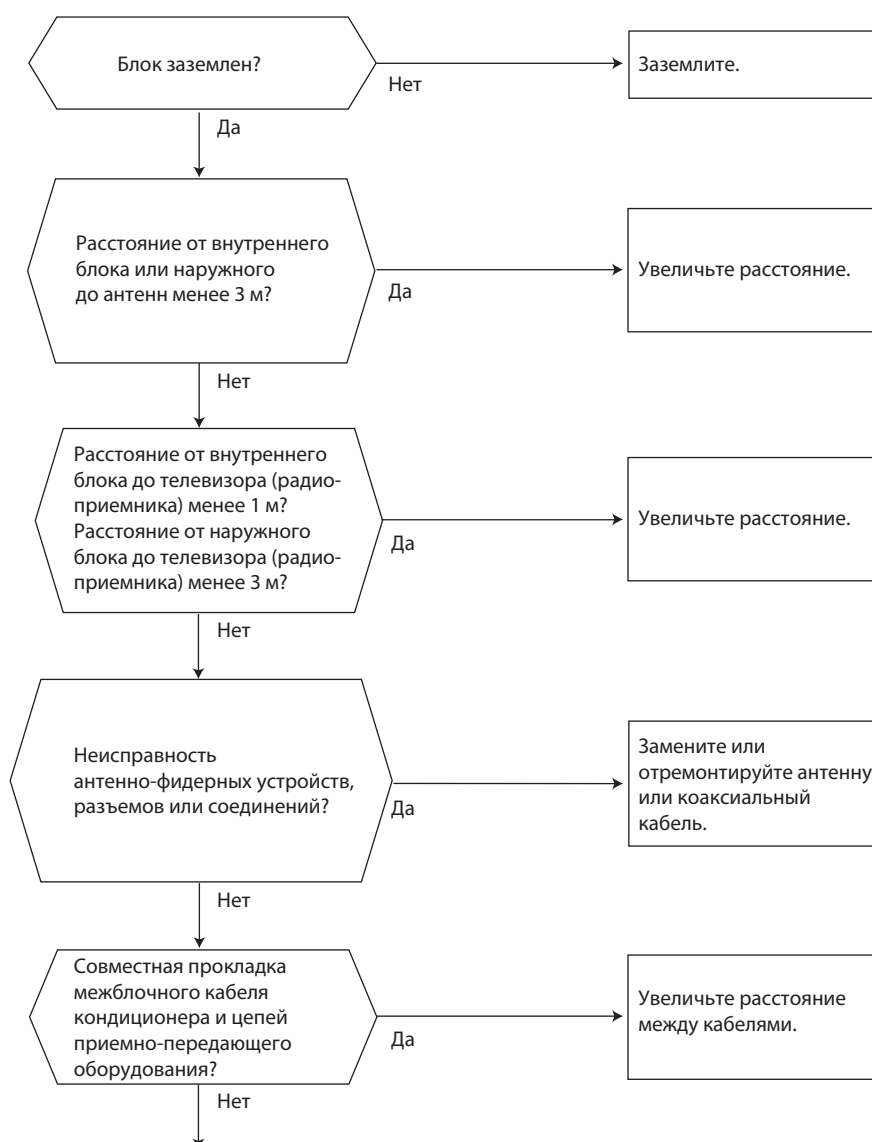 Блок заземлен?
Нет
Заземлите.
Да
Расстояние от внутреннего
блока или наружного
до антенн менее 3 м?
Да
Увеличьте расстояние.
Нет
Расстояние от внутреннего
блока до телевизора (радио-
приемника) менее 1 м?
Расстояние от наружного
блока до телевизора (радио-
приемника) менее 3 м?
Да
Увеличьте расстояние.
Нет
Неисправность
антенно-фидерных устройств,
разъемов или соединений?
Да
Замените или
отремонтируйте антенну
или коаксиальный
кабель.
Нет
Совместная прокладка
межблочного кабеля
кондиционера и цепей
приемно-передающего
оборудования?
Да
Увеличьте расстояние
между кабелями.
Нет